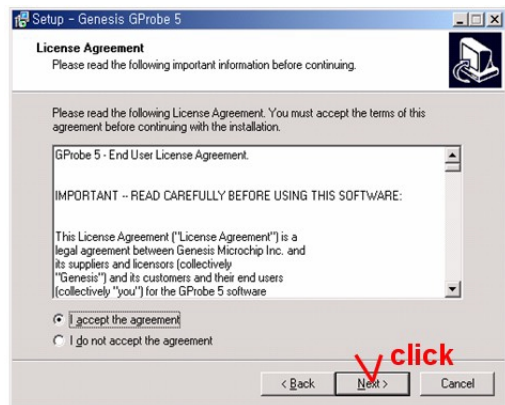 Setup - Genesis GProbe 5
License Agreement
Please read the following important information before continuing.
Please read the following License Agreement. You must accept the terms of this
agreement before continuing with the installation.
GProbe 5 - End User License Agreement.
IMPORTANT -- READ CAREFULLY BEFORE USING THIS SOFTWARE:
This License Agreement ("License Agreement") is a
legal agreement between Genesis Microchip Inc. and
its suppliers and licensors (collectively
"Genesis") and its customers and their end users
(collectively "you") for the GProbe 5 software
I accept the agreement
I do not accept the agreement
click
< Back Next > Cancel